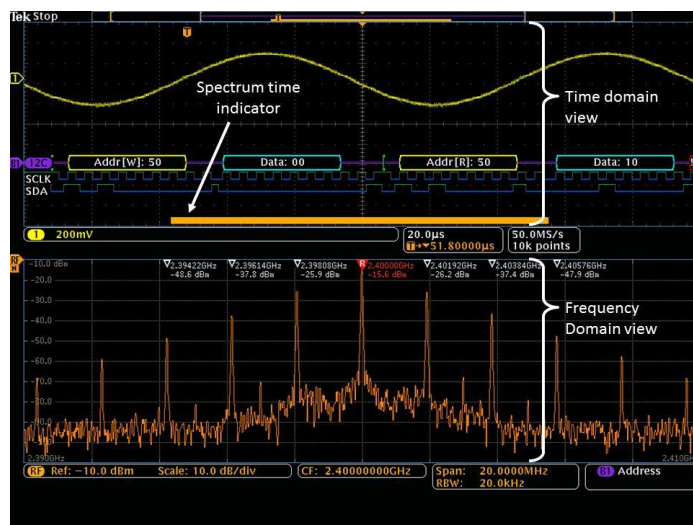 Tek Stop
T
T
Spectrum time
indicator
Time domain
view
B1 I2C Addr[W]: 50 Data: 00 Addr[R]: 50 Data: 10
SCLK
SDA
1 200mV
20.0µs
T→▼51.80000µs
50.0MS/s
10k points
RF
-10.0 dBm
2.39422GHz 2.39614GHz 2.39808GHz R 2.40000GHz 2.40192GHz 2.40384GHz 2.40576GHz
-48.6 dBm -37.8 dBm -25.9 dBm -15.6 dBm -26.2 dBm -37.4 dBm -47.9 dBm
-20.0
-30.0
-40.0
-50.0
-60.0
-70.0
Frequency
Domain view
2.390GHz 2.410G
RF Ref: -10.0 dBm Scale: 10.0 dB/div
CF: 2.40000000GHz
Span: 20.0000MHz
RBW: 20.0kHz
B1 Address